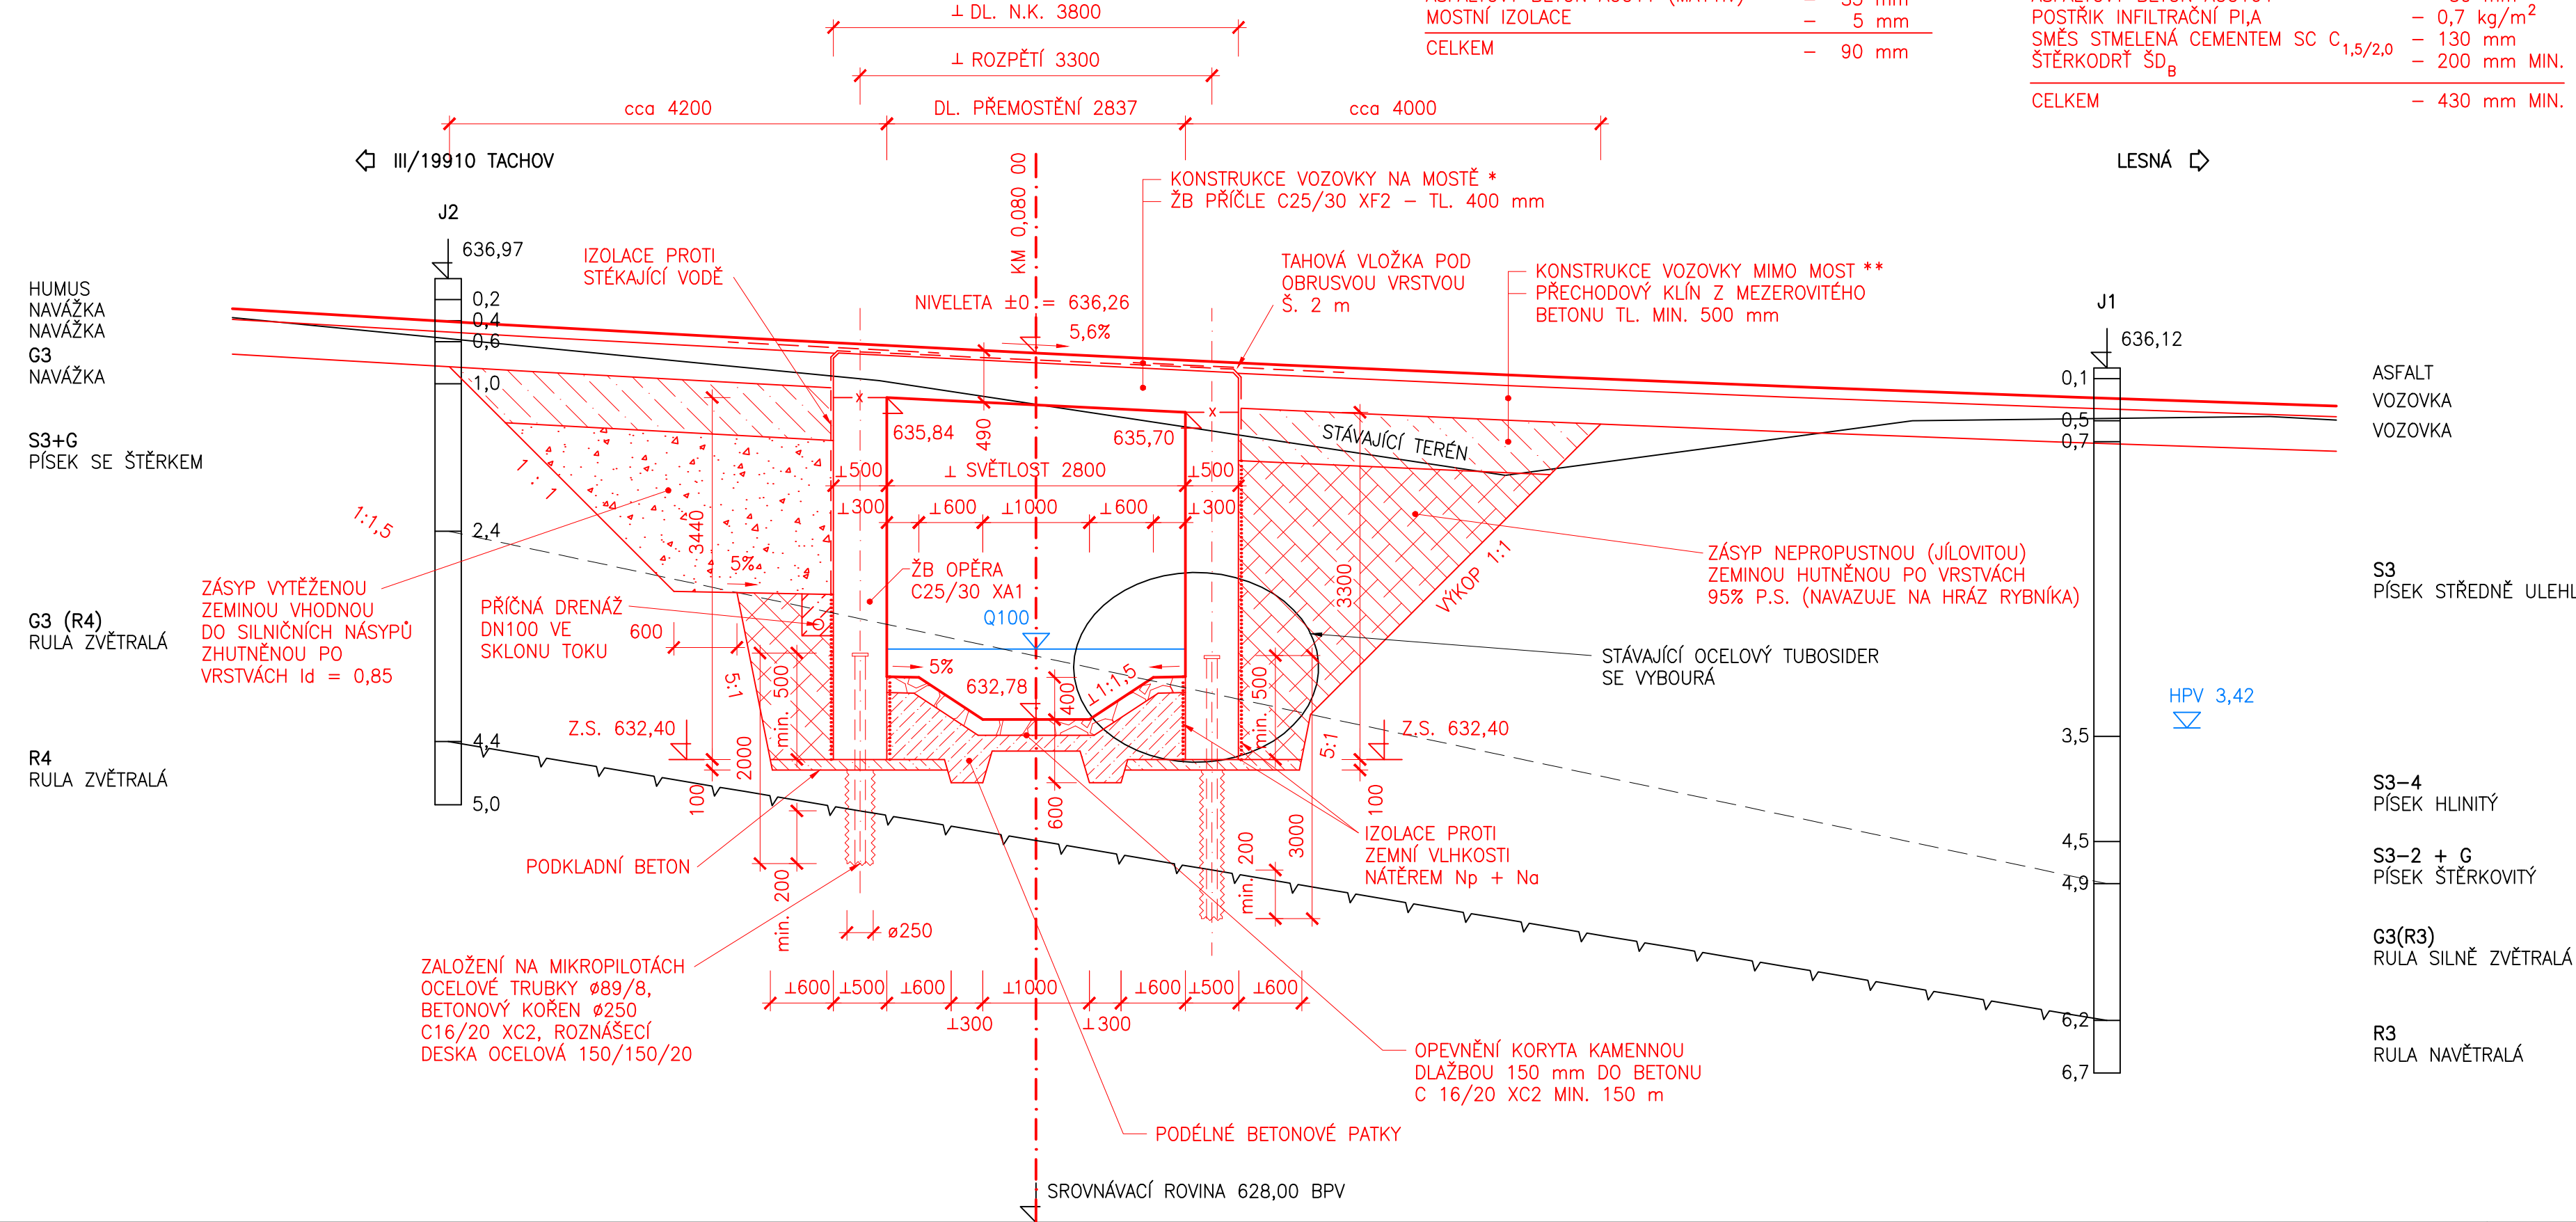 ⊥ DL. N.K. 3800
⊥ ROZPĚTÍ 3300
cca 4200
DL. PŘEMOSTĚNÍ 2837
cca 4000
MOSTNÍ IZOLACE – 5 mm
CELKEM – 90 mm
POSTŘIK INFILTRAČNÍ PI,A – 0,7 kg/m²
SMĚS STMELENÁ CEMENTEM SC C1,5/2,0 – 130 mm
ŠTĚRKODRŤ ŠDB – 200 mm MIN.
CELKEM – 430 mm MIN.
III/19910 TACHOV
LESNÁ
KM 0,080 00
KONSTRUKCE VOZOVKY NA MOSTĚ *
ŽB PŘÍČLE C25/30 XF2 – TL. 400 mm
J2
636,97
IZOLACE PROTI
STÉKAJÍCÍ VODĚ
TAHOVÁ VLOŽKA POD
OBRUSVOU VRSTVOU
Š. 2 m
KONSTRUKCE VOZOVKY MIMO MOST **
PŘECHODOVÝ KLÍN Z MEZEROVITÉHO
BETONU TL. MIN. 500 mm
NIVELETA ±0 = 636,26
5,6%
J1
636,12
HUMUS
NAVÁŽKA
NAVÁŽKA
G3
NAVÁŽKA
S3+G
PÍSEK SE ŠTĚRKEM
G3 (R4)
RULA ZVĚTRALÁ
R4
RULA ZVĚTRALÁ
0,2
0,4
0,6
1,0
2,4
4,4
5,0
0,1
0,5
0,7
3,5
4,5
4,9
6,2
6,7
ASFALT
VOZOVKA
VOZOVKA
S3
PÍSEK STŘEDNĚ ULEHL
HPV 3,42
S3–4
PÍSEK HLINITÝ
S3–2 + G
PÍSEK ŠTĚRKOVITÝ
G3(R3)
RULA SILNĚ ZVĚTRALÁ
R3
RULA NAVĚTRALÁ
635,84
490
635,70
STÁVAJÍCÍ TERÉN
⊥500
⊥ SVĚTLOST 2800
⊥500
⊥300
⊥600
⊥1000
⊥600
⊥300
1:1
1:1,5
3440
5%
3300
VÝKOP 1:1
ZÁSYP VYTĚŽENOU
ZEMINOU VHODNOU
DO SILNIČNÍCH NÁSYPŮ
ZHUTNĚNOU PO
VRSTVÁCH Id = 0,85
PŘÍČNÁ DRENÁŽ
DN100 VE
SKLONU TOKU
600
ŽB OPĚRA
C25/30 XA1
Q100
ZÁSYP NEPROPUSTNOU (JÍLOVITOU)
ZEMINOU HUTNĚNOU PO VRSTVÁCH
95% P.S. (NAVAZUJE NA HRÁZ RYBNÍKA)
STÁVAJÍCÍ OCELOVÝ TUBOSIDER
SE VYBOURÁ
5%
632,78
400
⊥1:1,5
5:1
min. 500
min. 500
5:1
Z.S. 632,40
Z.S. 632,40
2000
100
600
100
3000
min. 200
min. 200
PODKLADNÍ BETON
IZOLACE PROTI
ZEMNÍ VLHKOSTI
NÁTĚREM Np + Na
ø250
ZALOŽENÍ NA MIKROPILOTÁCH
OCELOVÉ TRUBKY ø89/8,
BETONOVÝ KOŘEN ø250
C16/20 XC2, ROZNÁŠECÍ
DESKA OCELOVÁ 150/150/20
⊥600
⊥500
⊥600
⊥1000
⊥600
⊥500
⊥600
⊥300
⊥300
OPEVNĚNÍ KORYTA KAMENNOU
DLAŽBOU 150 mm DO BETONU
C 16/20 XC2 MIN. 150 m
PODÉLNÉ BETONOVÉ PATKY
SROVNÁVACÍ ROVINA 628,00 BPV